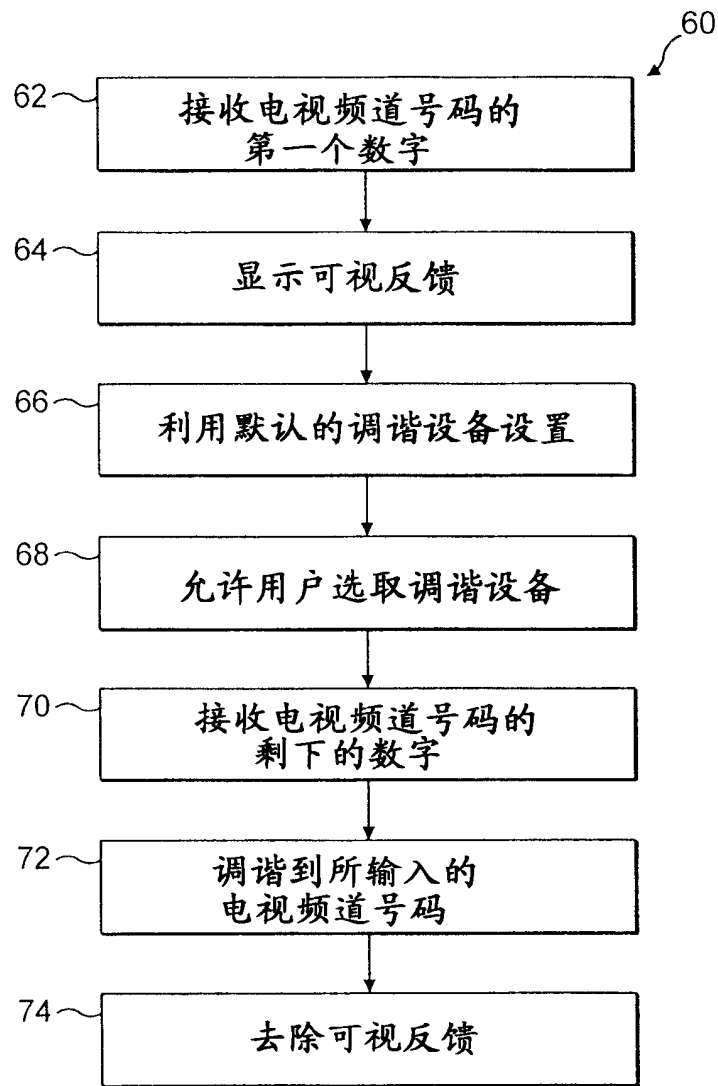 60
62
接收电视频道号码的
第一个数字
64
显示可视反馈
66
利用默认的调谐设备设置
68
允许用户选取调谐设备
70
接收电视频道号码的
剩下的数字
72
调谐到所输入的
电视频道号码
74
去除可视反馈